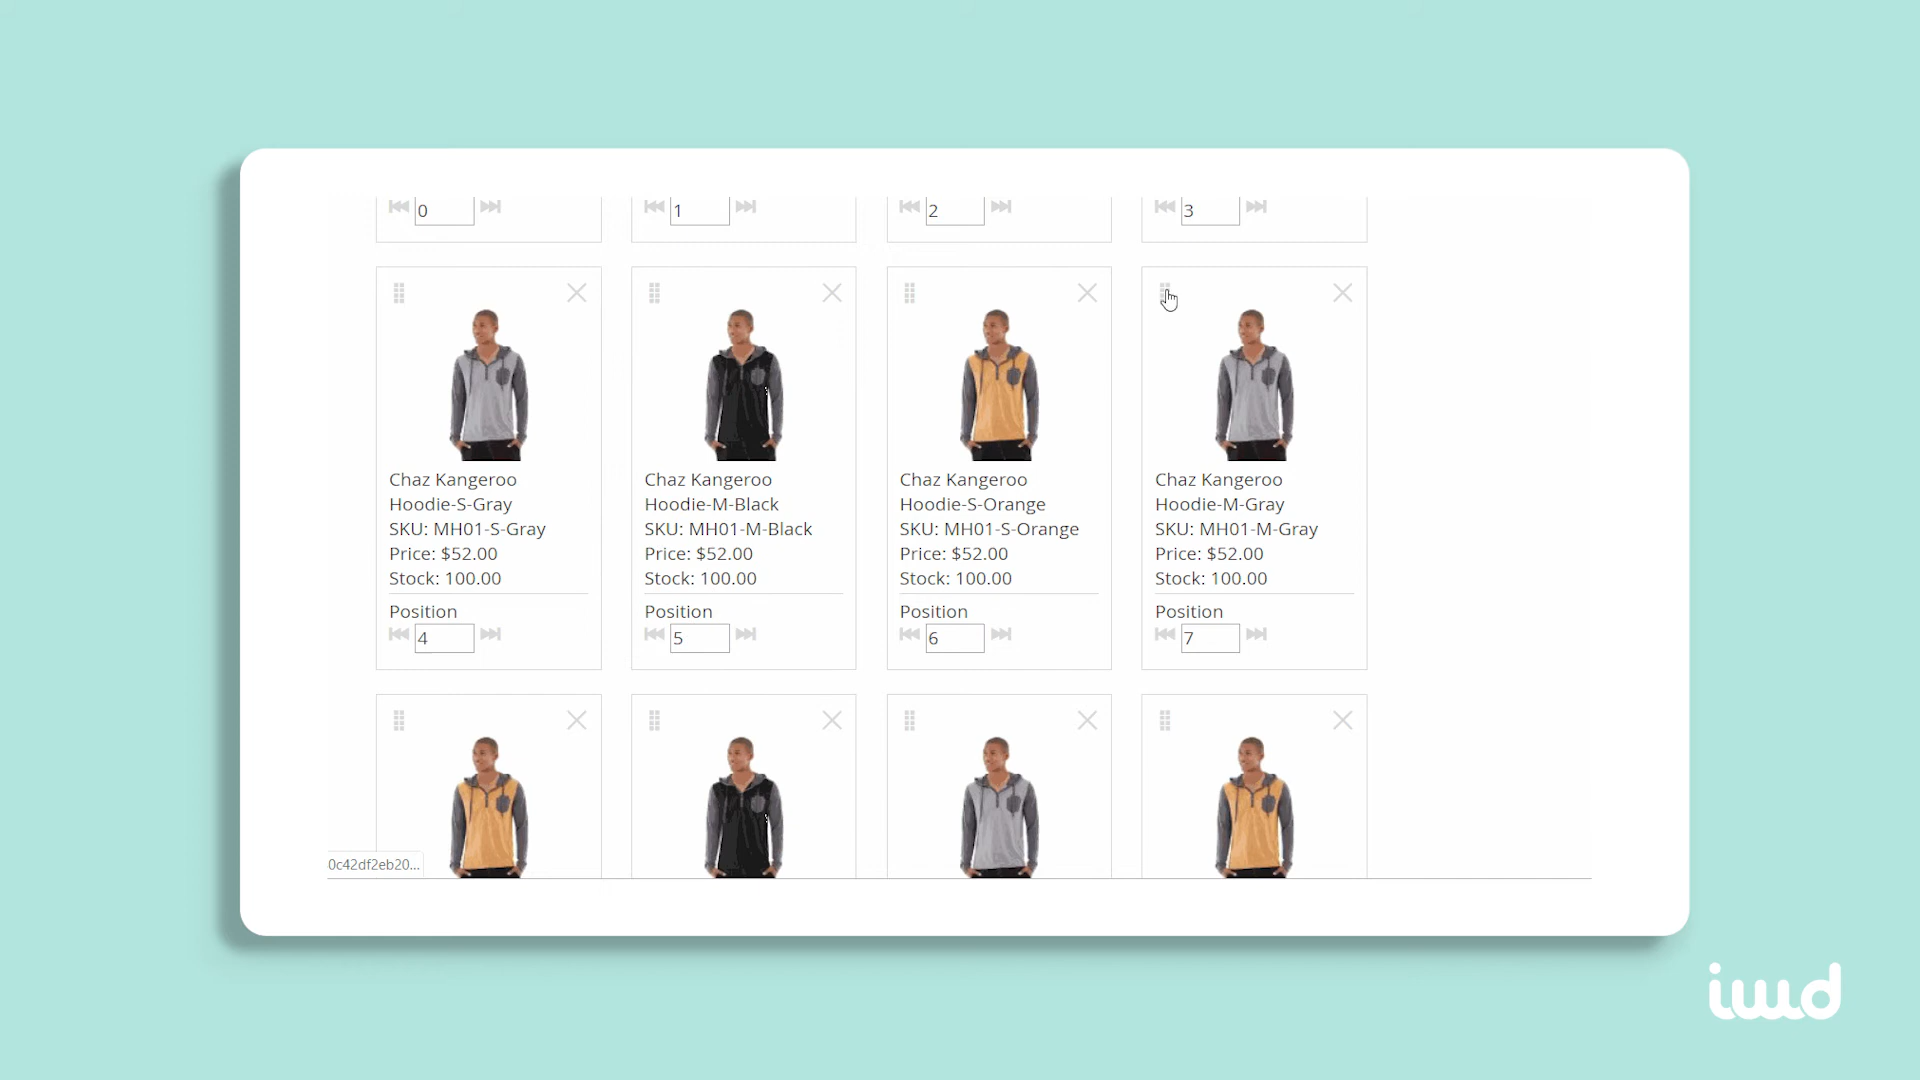 0
1
2
3
Chaz Kangeroo
Hoodie-S-Gray
SKU: MH01-S-Gray
Price: $52.00
Stock: 100.00
Position
4
Chaz Kangeroo
Hoodie-M-Black
SKU: MH01-M-Black
Price: $52.00
Stock: 100.00
Position
5
Chaz Kangeroo
Hoodie-S-Orange
SKU: MH01-S-Orange
Price: $52.00
Stock: 100.00
Position
6
Chaz Kangeroo
Hoodie-M-Gray
SKU: MH01-M-Gray
Price: $52.00
Stock: 100.00
Position
7
0c42df2eb20...
iwd